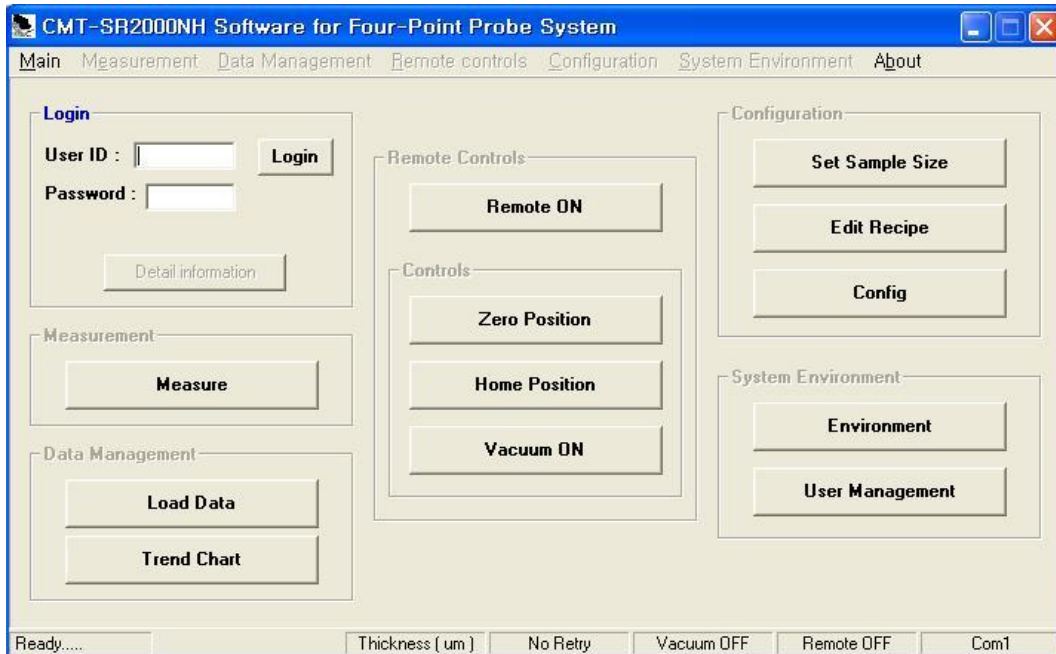 CMT-SR2000NH Software for Four-Point Probe System
Main Measurement Data Management Remote controls Configuration System Environment About
Login
User ID :
Login
Password :
Detail information
Measurement
Measure
Data Management
Load Data
Trend Chart
Remote Controls
Remote ON
Controls
Zero Position
Home Position
Vacuum ON
Configuration
Set Sample Size
Edit Recipe
Config
System Environment
Environment
User Management
Ready..... Thickness ( um ) No Retry Vacuum OFF Remote OFF Com1